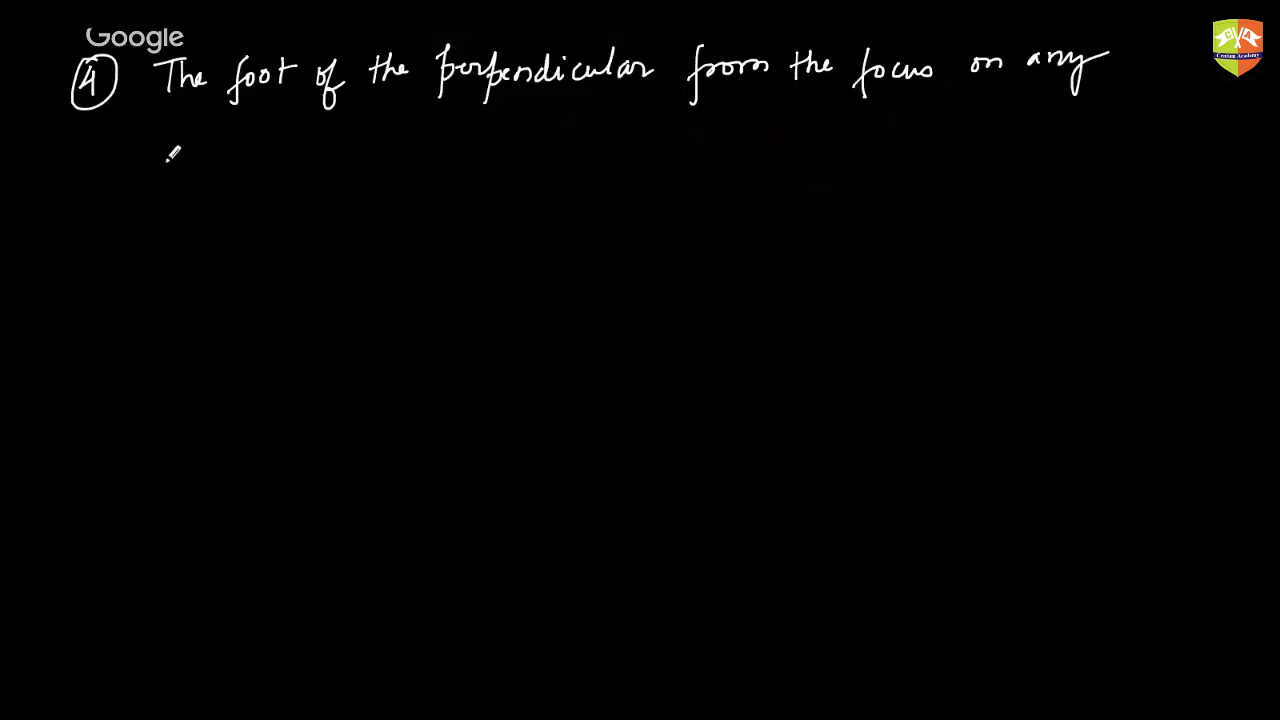 Google
④ The foot of the perpendicular from the focus on any